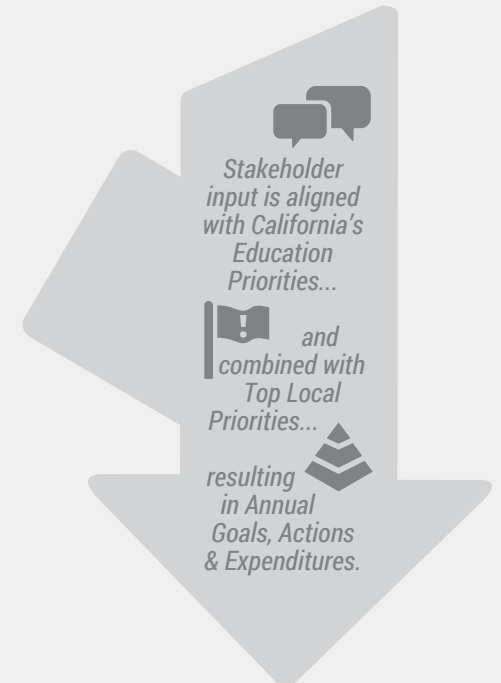 Stakeholder
input is aligned
with California's
Education
Priorities...
!
and
combined with
Top Local
Priorities...
resulting
in Annual
Goals, Actions
& Expenditures.